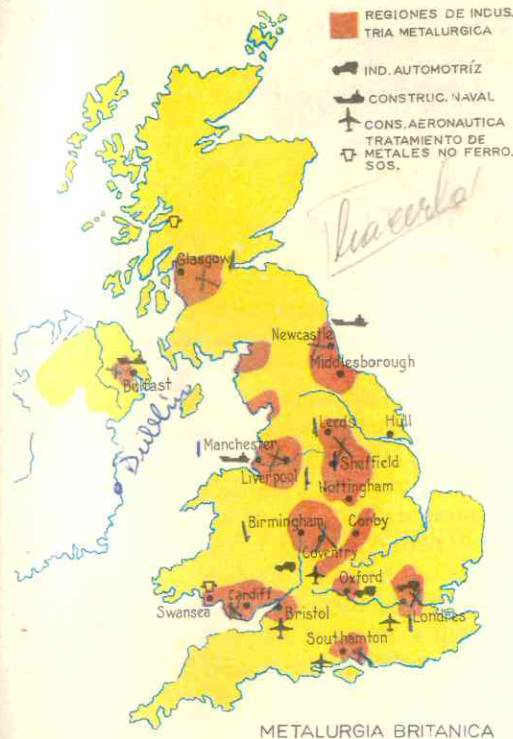 REGIONES DE INDUS.
TRIA METALURGICA
IND. AUTOMOTRÍZ
CONSTRUC. NAVAL
CONS. AERONAUTICA
TRATAMIENTO DE
METALES NO FERRO.
SOS.
hacerlo
Glasgow
Newcastle
Middlesborough
Belfast
Dublín
Leeds
Hull
Manchester
Sheffield
Liverpool
Nottingham
Birmingham
Corby
Coventry
Oxford
Cardiff
Swansea
Bristol
Londres
Southamton
METALURGIA BRITANICA